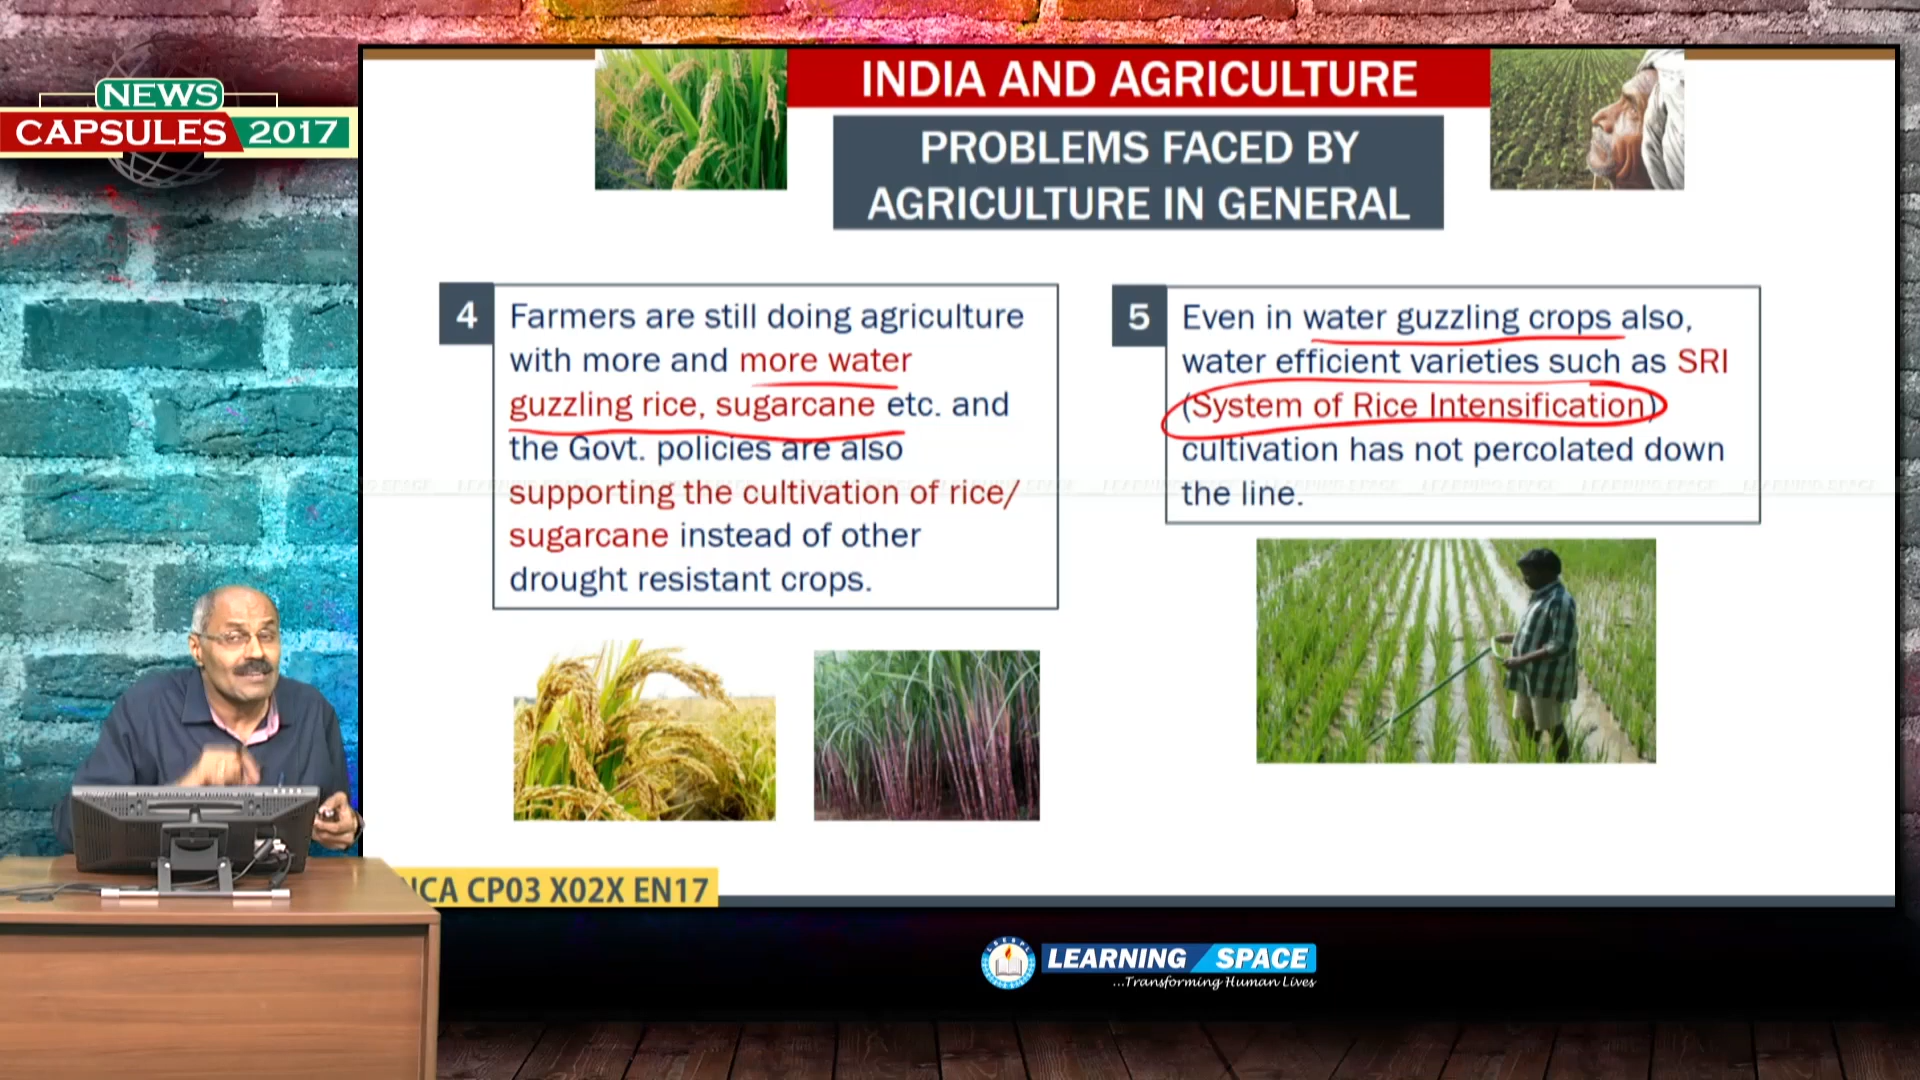 NEWS
CAPSULES 2017
INDIA AND AGRICULTURE
PROBLEMS FACED BY
AGRICULTURE IN GENERAL
4
Farmers are still doing agriculture
with more and more water
guzzling rice, sugarcane etc. and
the Govt. policies are also
supporting the cultivation of rice/
sugarcane instead of other
drought resistant crops.
5
Even in water guzzling crops also,
water efficient varieties such as SRI
(System of Rice Intensification)
cultivation has not percolated down
the line.
CA CP03 X02X EN17
LEARNING SPACE
...Transforming Human Lives